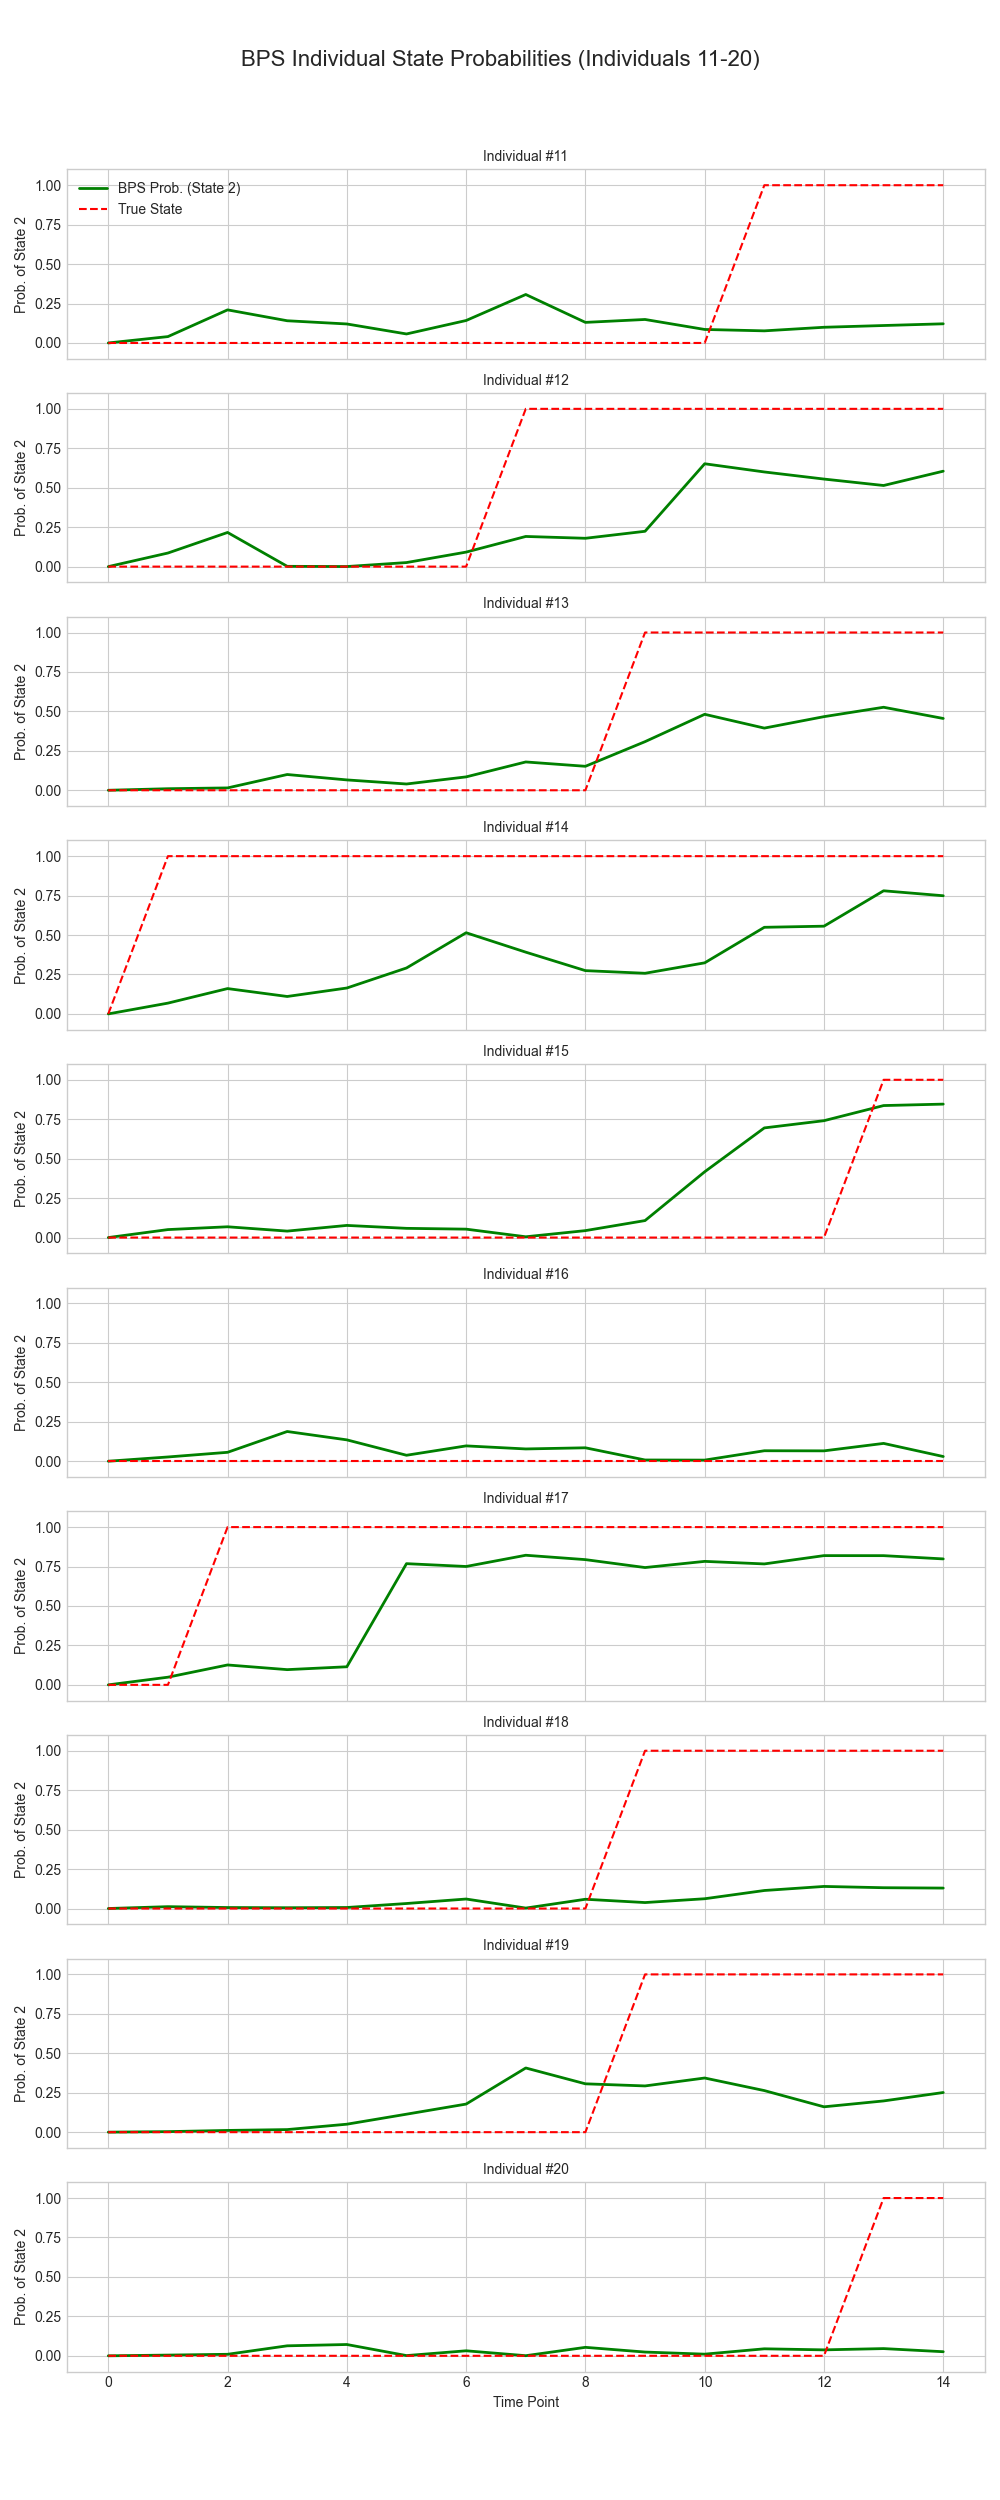 BPS Individual State Probabilities (Individuals 11-20)
Individual #11
Prob. of State 2
1.00
0.75
0.50
0.25
0.00
BPS Prob. (State 2)
True State
Individual #12
Prob. of State 2
1.00
0.75
0.50
0.25
0.00
Individual #13
Prob. of State 2
1.00
0.75
0.50
0.25
0.00
Individual #14
Prob. of State 2
1.00
0.75
0.50
0.25
0.00
Individual #15
Prob. of State 2
1.00
0.75
0.50
0.25
0.00
Individual #16
Prob. of State 2
1.00
0.75
0.50
0.25
0.00
Individual #17
Prob. of State 2
1.00
0.75
0.50
0.25
0.00
Individual #18
Prob. of State 2
1.00
0.75
0.50
0.25
0.00
Individual #19
Prob. of State 2
1.00
0.75
0.50
0.25
0.00
Individual #20
Prob. of State 2
1.00
0.75
0.50
0.25
0.00
0 2 4 6 8 10 12 14
Time Point